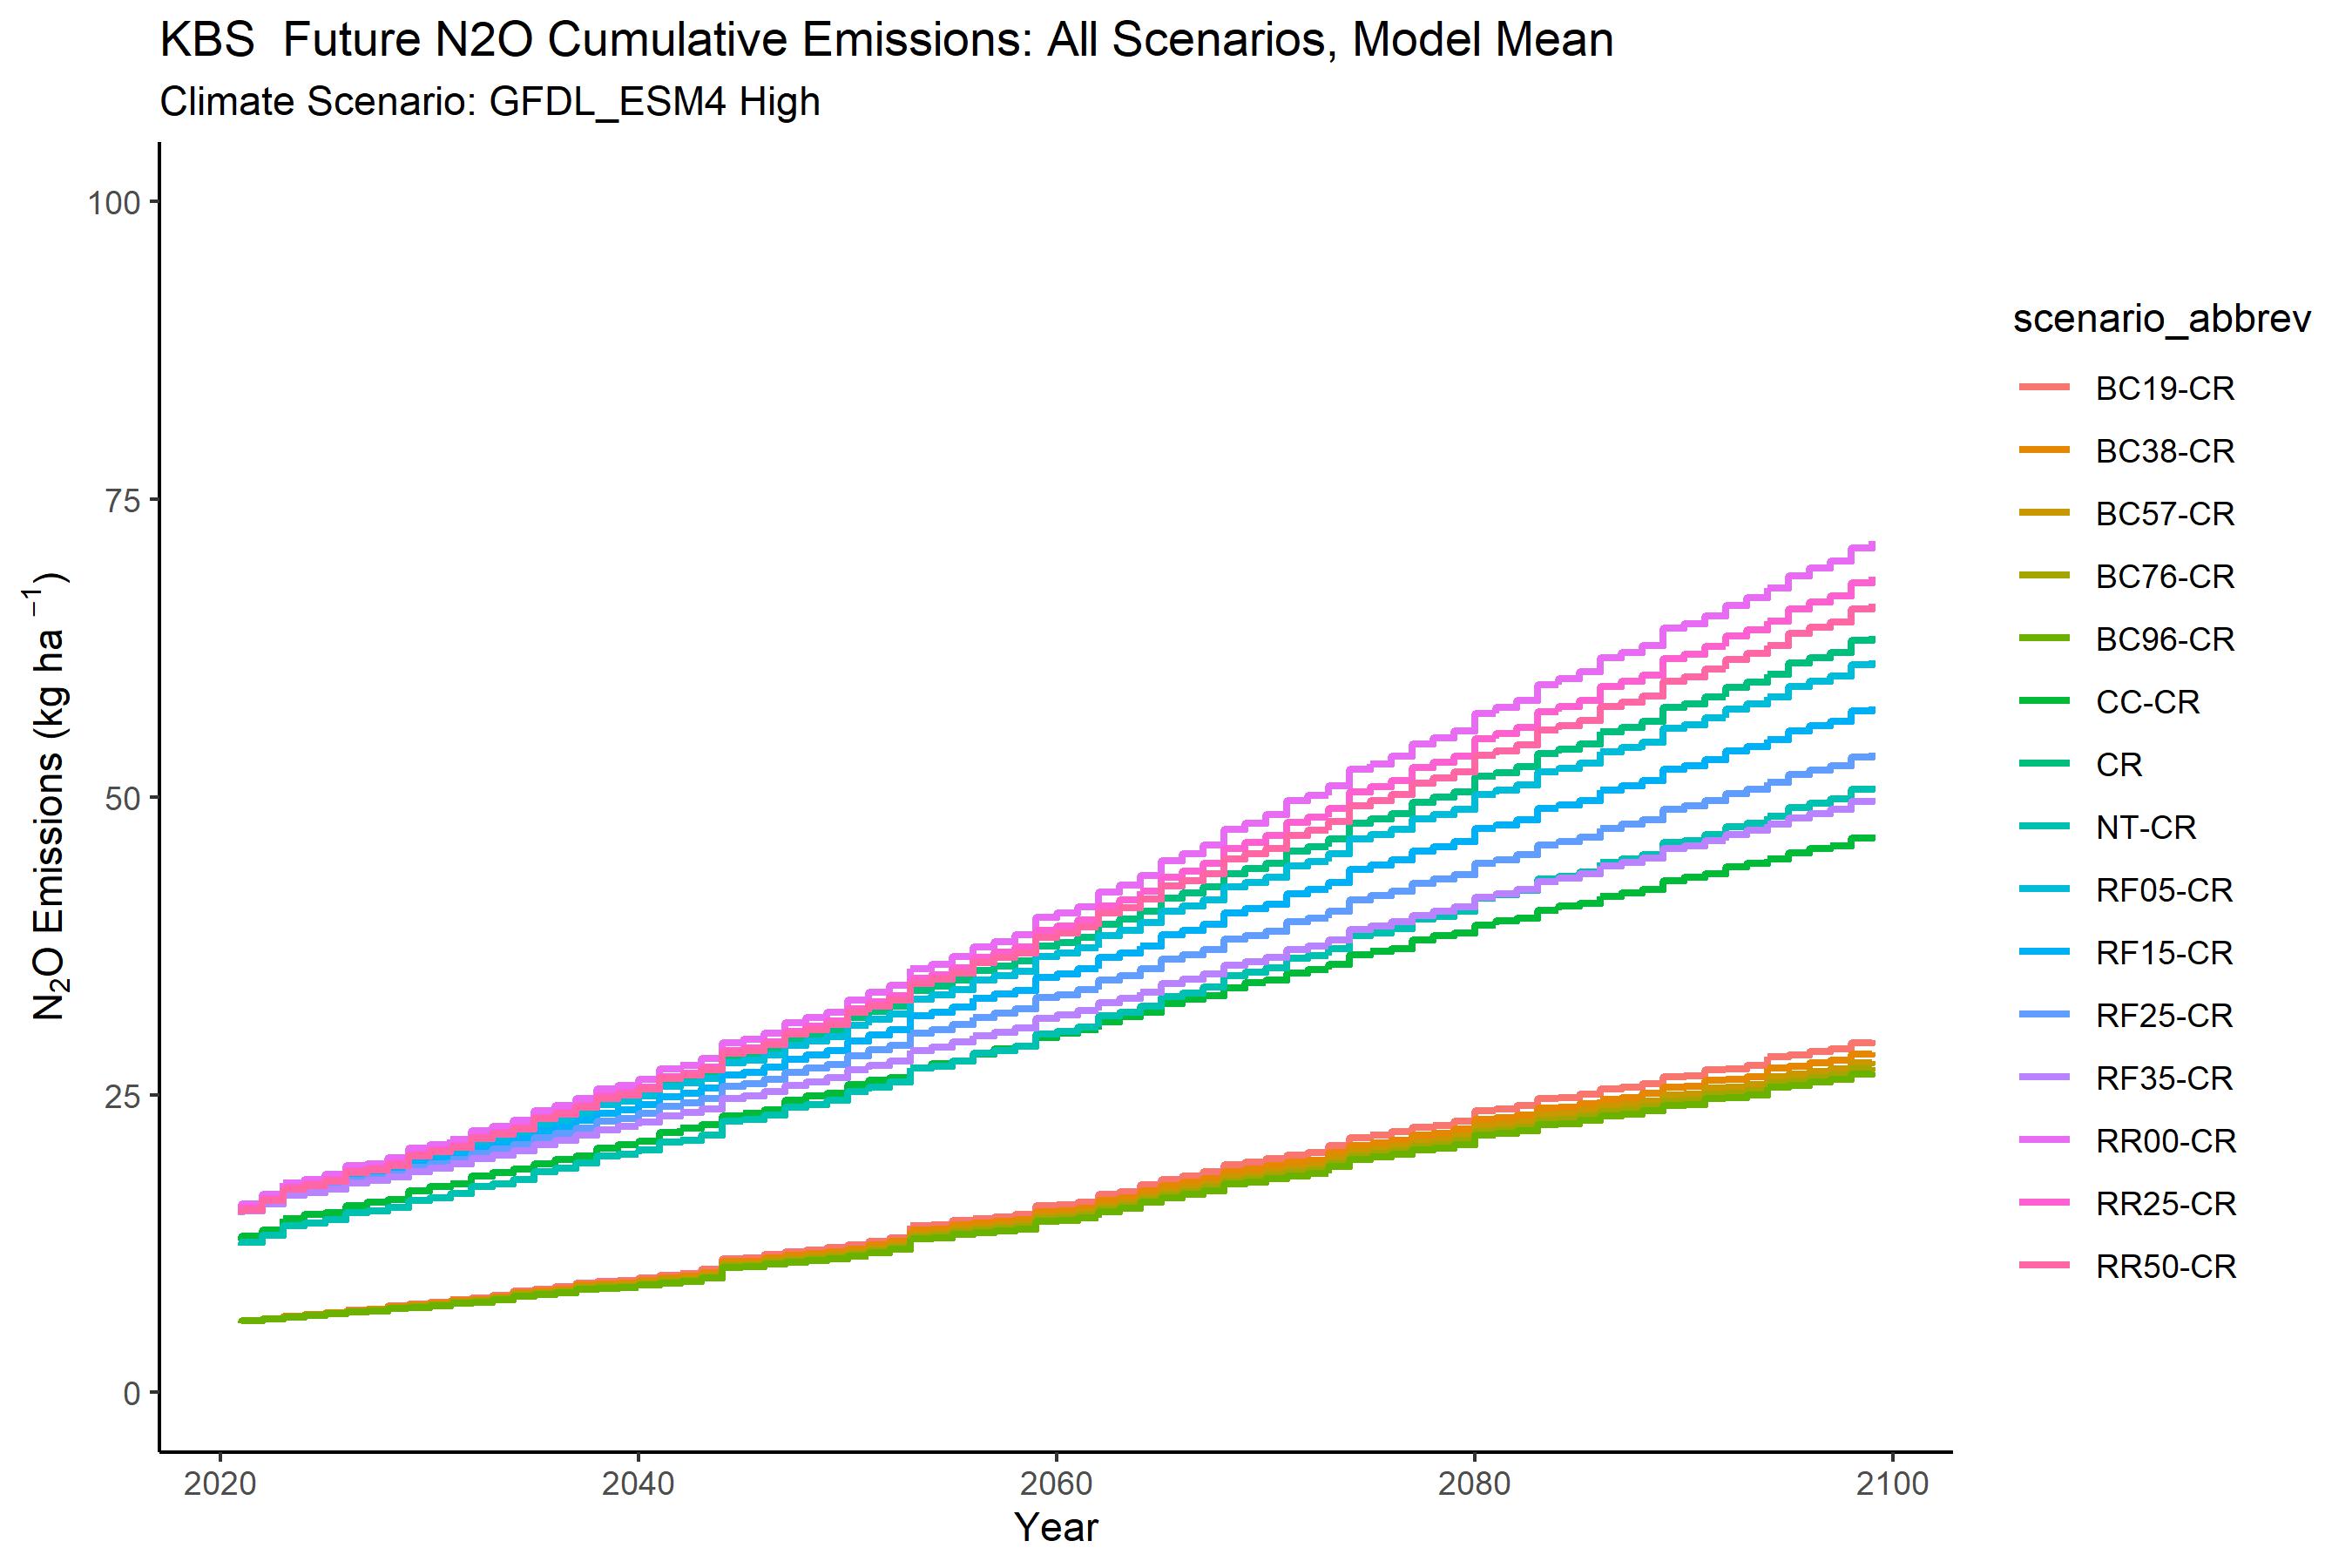 KBS  Future N2O Cumulative Emissions: All Scenarios, Model Mean
Climate Scenario: GFDL_ESM4 High
N₂O Emissions (kg ha ⁻¹)
100
75
50
25
0
2020 2040 2060 2080 2100
Year
scenario_abbrev
BC19-CR
BC38-CR
BC57-CR
BC76-CR
BC96-CR
CC-CR
CR
NT-CR
RF05-CR
RF15-CR
RF25-CR
RF35-CR
RR00-CR
RR25-CR
RR50-CR